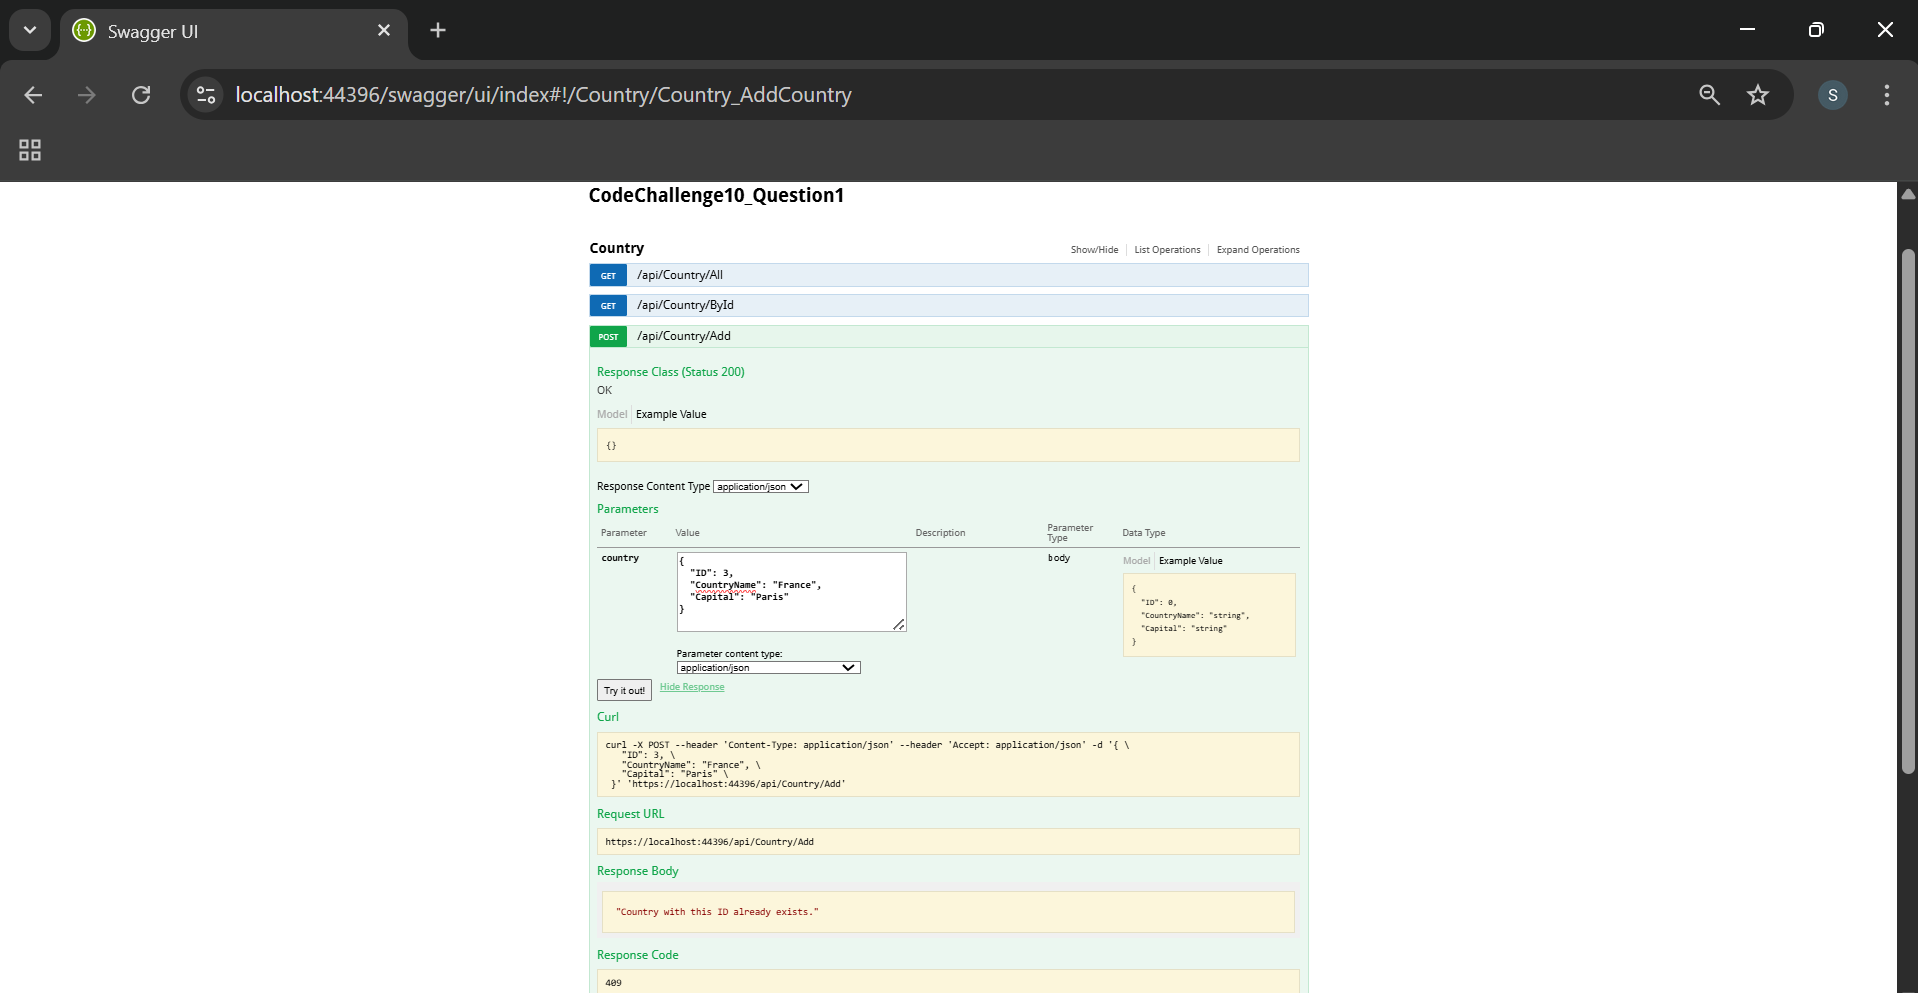 Swagger UI
localhost:44396/swagger/ui/index#!/Country/Country_AddCountry
S
CodeChallenge10_Question1
Country
Show/Hide
List Operations
Expand Operations
GET /api/Country/All
GET /api/Country/ById
POST /api/Country/Add
Response Class (Status 200)
OK
Model Example Value
{}
Response Content Type application/json
Parameters
Parameter Value Description Parameter Type Data Type
country
{
"ID": 3,
"CountryName": "France",
"Capital": "Paris"
}
body
Model Example Value
{
"ID": 0,
"CountryName": "string",
"Capital": "string"
}
Parameter content type:
application/json
Try it out! Hide Response
Curl
curl -X POST --header 'Content-Type: application/json' --header 'Accept: application/json' -d '{ \
"ID": 3, \
"CountryName": "France", \
"Capital": "Paris" \
}' 'https://localhost:44396/api/Country/Add'
Request URL
https://localhost:44396/api/Country/Add
Response Body
"Country with this ID already exists."
Response Code
409